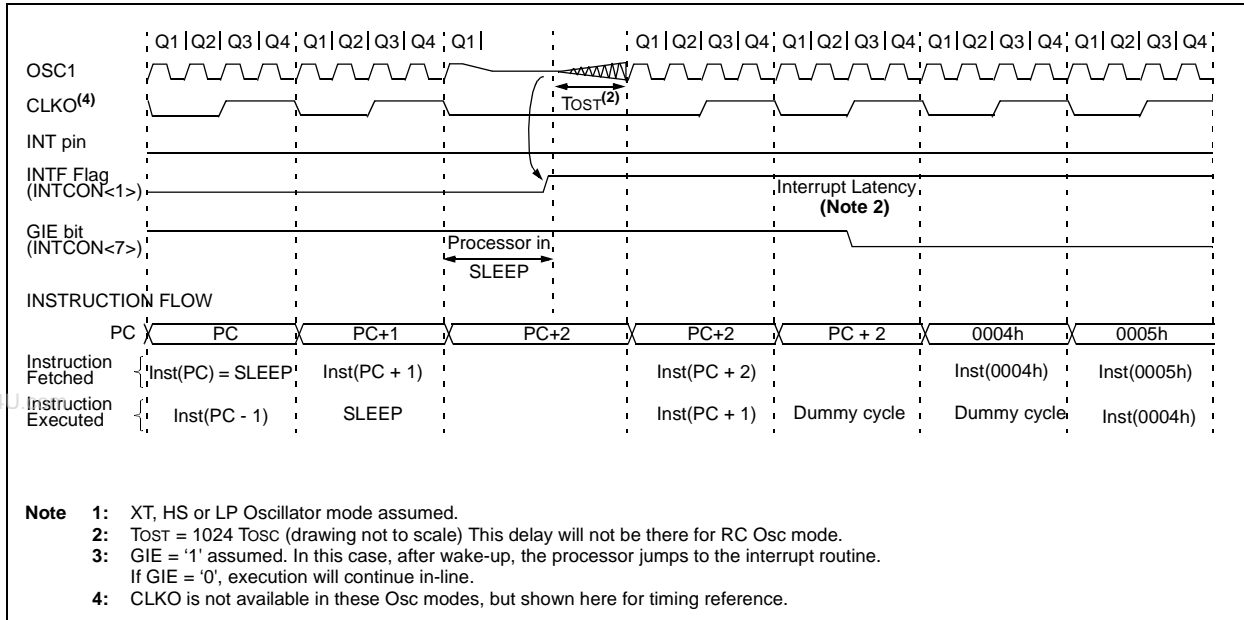 Q1 Q2 Q3 Q4 Q1 Q2 Q3 Q4 Q1 Q1 Q2 Q3 Q4 Q1 Q2 Q3 Q4 Q1 Q2 Q3 Q4 Q1 Q2 Q3 Q4
OSC1
CLKO(4)
TOST(2)
INT pin
INTF Flag
(INTCON<1>)
Interrupt Latency
(Note 2)
GIE bit
(INTCON<7>)
Processor in
SLEEP
INSTRUCTION FLOW
PC PC PC+1 PC+2 PC+2 PC + 2 0004h 0005h
Instruction
Fetched
Inst(PC) = SLEEP Inst(PC + 1) Inst(PC + 2) Inst(0004h) Inst(0005h)
Instruction
Executed
Inst(PC - 1) SLEEP Inst(PC + 1) Dummy cycle Dummy cycle Inst(0004h)
Note 1: XT, HS or LP Oscillator mode assumed.
2: TOST = 1024 TOSC (drawing not to scale) This delay will not be there for RC Osc mode.
3: GIE = '1' assumed. In this case, after wake-up, the processor jumps to the interrupt routine.
If GIE = '0', execution will continue in-line.
4: CLKO is not available in these Osc modes, but shown here for timing reference.